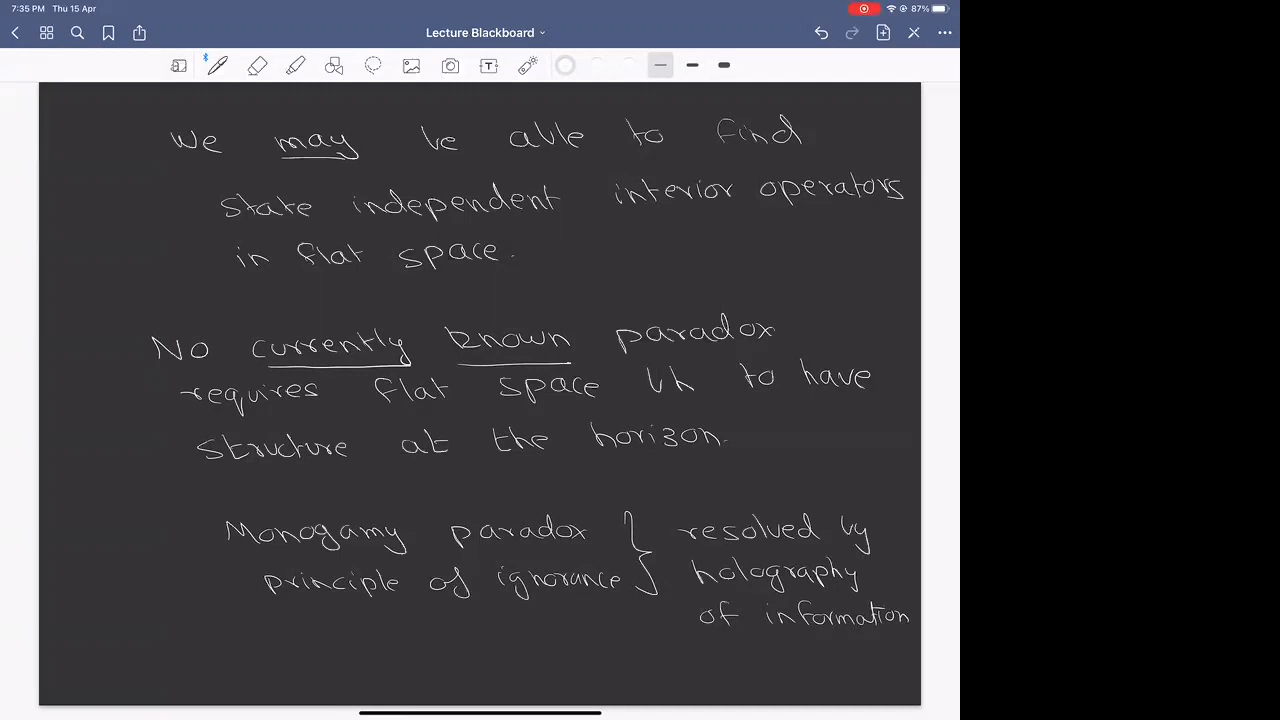 7:35 PM Thu 15 Apr
87%
Lecture Blackboard
T
We may be able to find
state independent interior operators
in flat space.
No currently known paradox
requires flat space bh to have
structure at the horizon.
Monogamy paradox } resolved by
principle of ignorance holography
of information